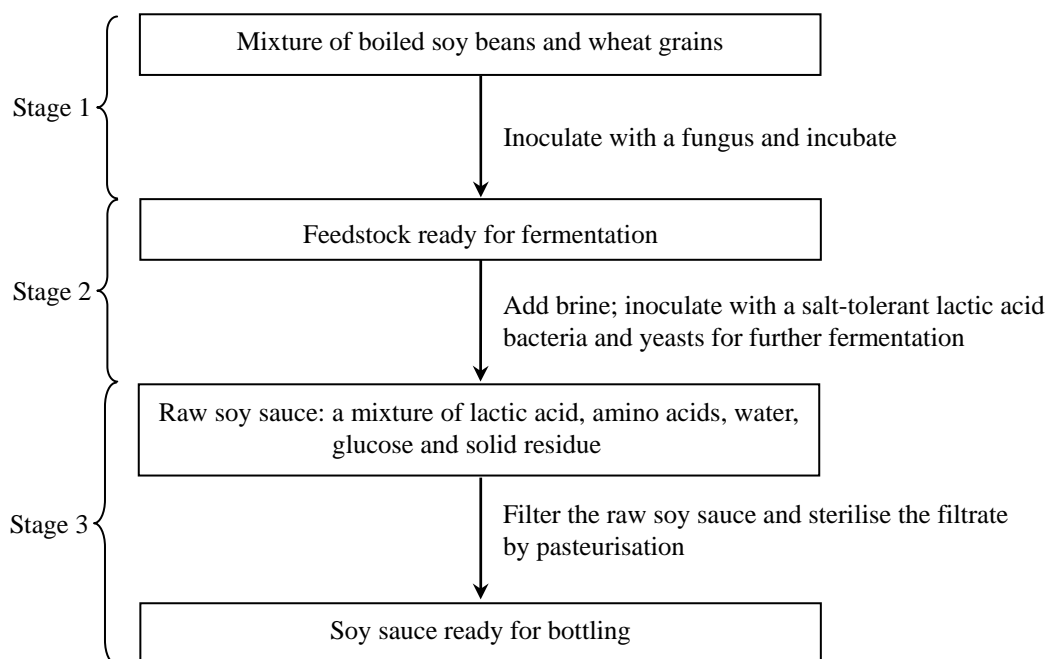 Mixture of boiled soy beans and wheat grains
Stage 1
Inoculate with a fungus and incubate
Feedstock ready for fermentation
Stage 2
Add brine; inoculate with a salt-tolerant lactic acid
bacteria and yeasts for further fermentation
Raw soy sauce: a mixture of lactic acid, amino acids, water,
glucose and solid residue
Stage 3
Filter the raw soy sauce and sterilise the filtrate
by pasteurisation
Soy sauce ready for bottling